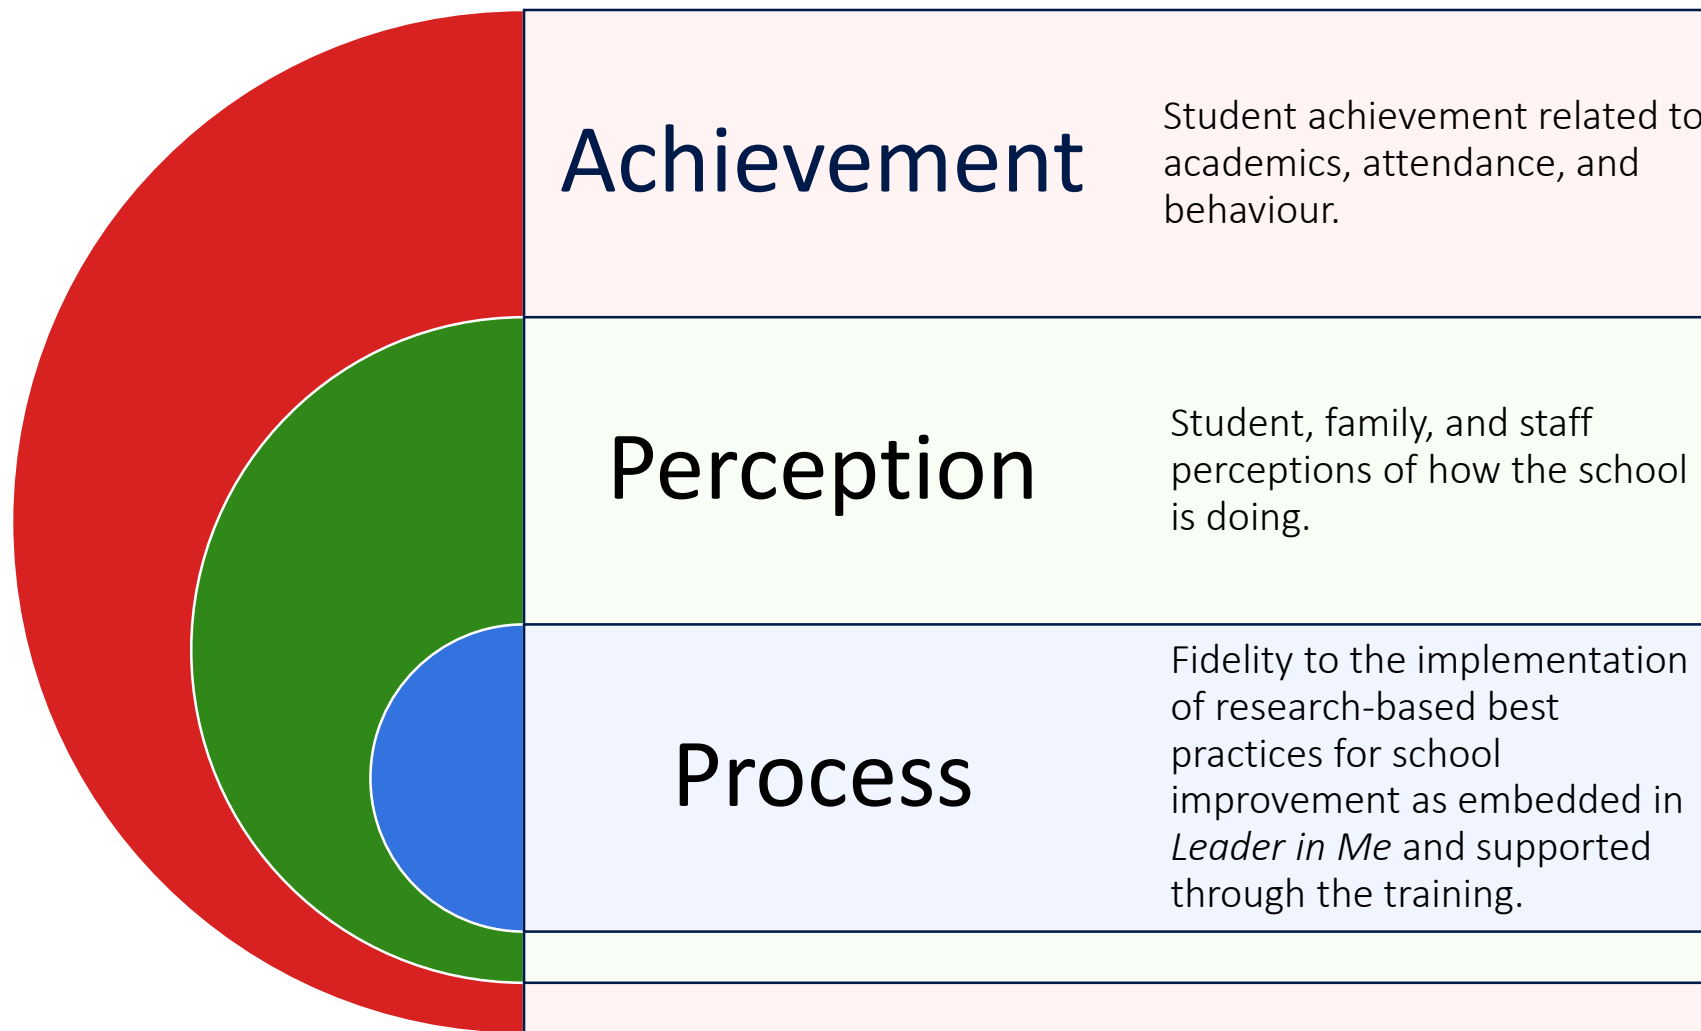 Achievement
Student achievement related to
academics, attendance, and
behaviour.
Perception
Student, family, and staff
perceptions of how the school
is doing.
Process
Fidelity to the implementation
of research-based best
practices for school
improvement as embedded in
Leader in Me and supported
through the training.